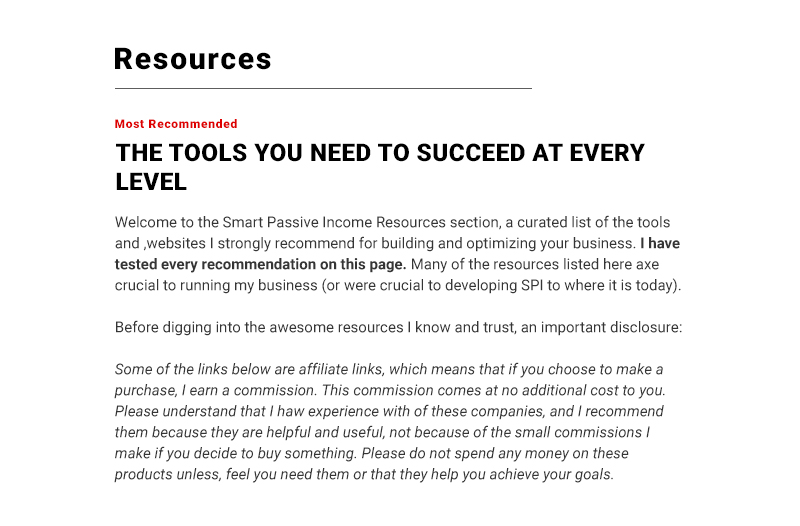 Resources
Most Recommended
THE TOOLS YOU NEED TO SUCCEED AT EVERY
LEVEL
Welcome to the Smart Passive Income Resources section, a curated list of the tools
and ,websites I strongly recommend for building and optimizing your business. I have
tested every recommendation on this page. Many of the resources listed here axe
crucial to running my business (or were crucial to developing SPI to where it is today).
Before digging into the awesome resources I know and trust, an important disclosure:
Some of the links below are affiliate links, which means that if you choose to make a
purchase, I earn a commission. This commission comes at no additional cost to you.
Please understand that I haw experience with of these companies, and I recommend
them because they are helpful and useful, not because of the small commissions I
make if you decide to buy something. Please do not spend any money on these
products unless, feel you need them or that they help you achieve your goals.